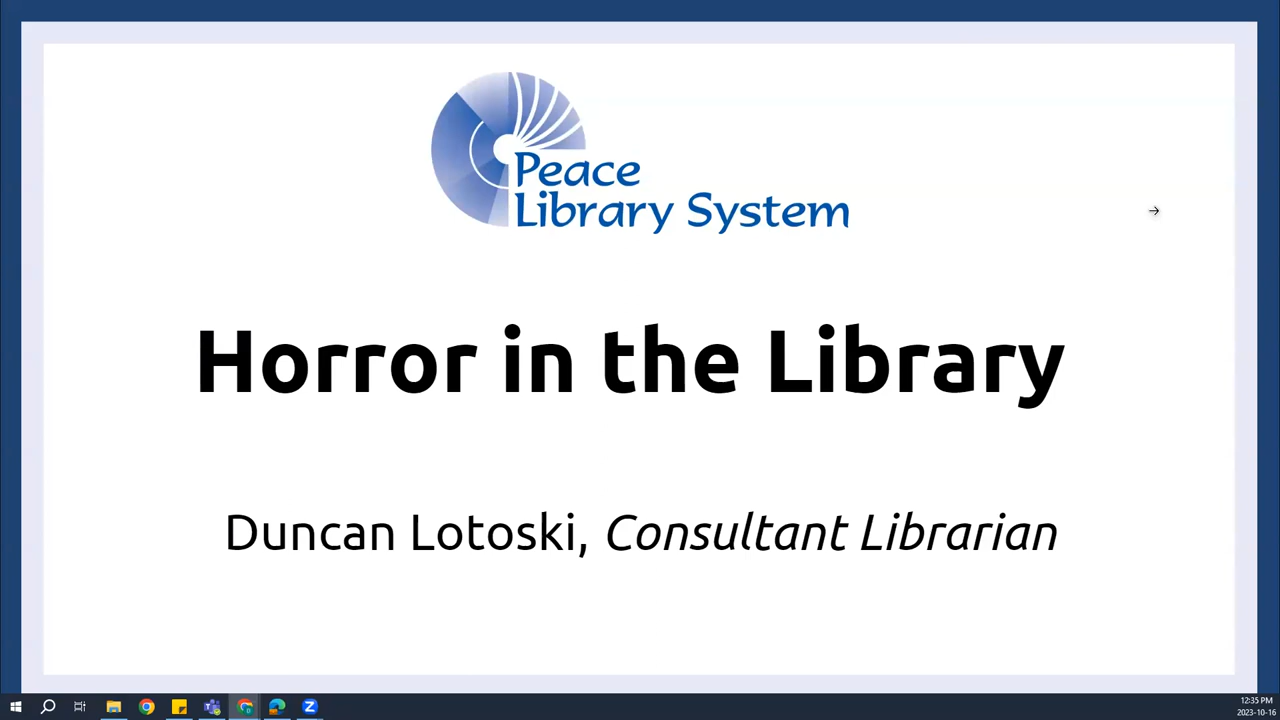 Peace
Library System
Horror in the Library
Duncan Lotoski, Consultant Librarian
12:35 PM
2023-10-16